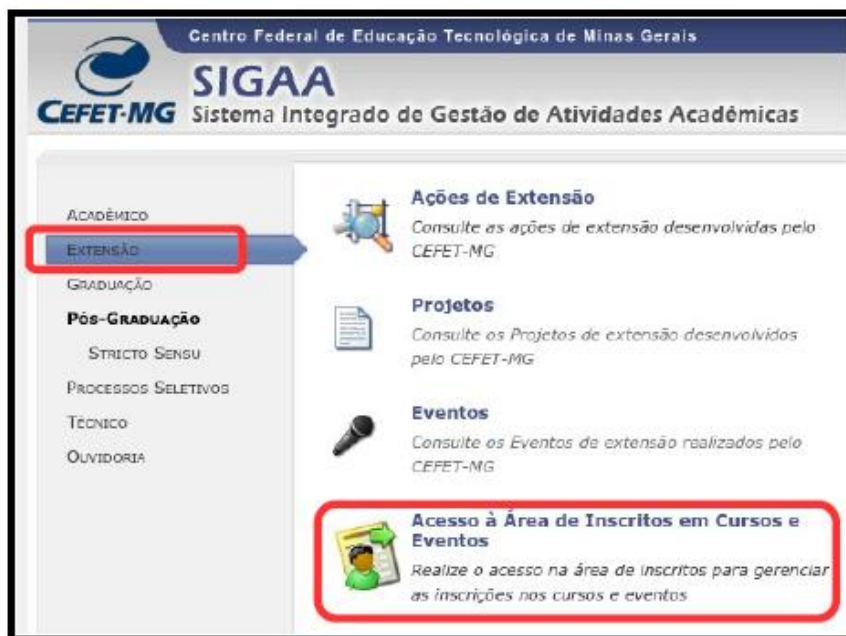 Centro Federal de Educação Tecnológica de Minas Gerais
CEFET-MG
SIGAA
Sistema Integrado de Gestão de Atividades Acadêmicas
Acadêmico
Extensão
Graduação
Pós-Graduação
Stricto Sensu
Processos Seletivos
Técnico
Ouvidoria
Ações de Extensão
Consulte as ações de extensão desenvolvidas pelo
CEFET-MG
Projetos
Consulte os Projetos de extensão desenvolvidos
pelo CEFET-MG
Eventos
Consulte os Eventos de extensão realizados pelo
CEFET-MG
Acesso à Área de Inscritos em Cursos e
Eventos
Realize o acesso na área de inscritos para gerenciar
as inscrições nos cursos e eventos